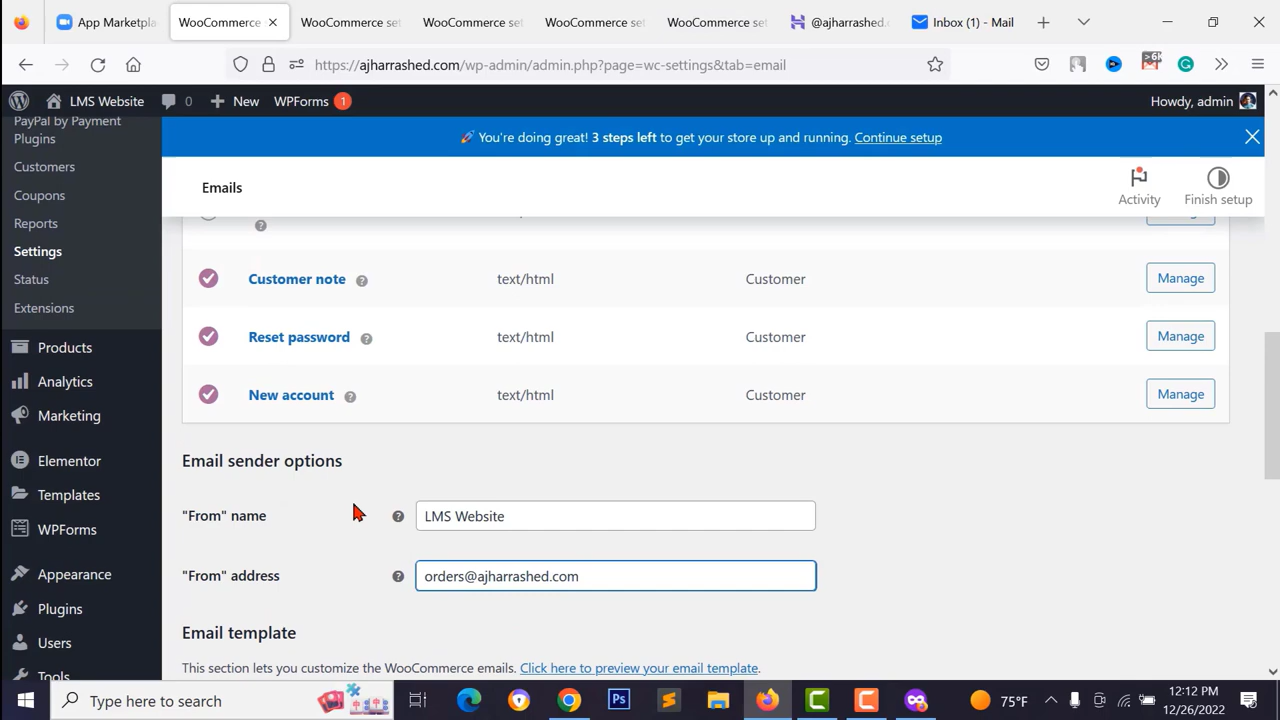 App Marketpla
WooCommerce
WooCommerce set
WooCommerce set
WooCommerce set
WooCommerce set
@ajharrashed.
Inbox (1) - Mail
https://ajharrashed.com/wp-admin/admin.php?page=wc-settings&tab=email
>6K
LMS Website
0
New
WPForms
1
Howdy, admin
PayPal by Payment
Plugins
Customers
Coupons
Reports
Settings
Status
Extensions
Products
Analytics
Marketing
Elementor
Templates
WPForms
Appearance
Plugins
Users
Tools
🚀 You're doing great! 3 steps left to get your store up and running. Continue setup
Emails
Activity
Finish setup
Customer note
text/html
Customer
Manage
Reset password
text/html
Customer
Manage
New account
text/html
Customer
Manage
Email sender options
"From" name
LMS Website
"From" address
orders@ajharrashed.com
Email template
This section lets you customize the WooCommerce emails. Click here to preview your email template.
Type here to search
Ps
75°F
12:12 PM
12/26/2022